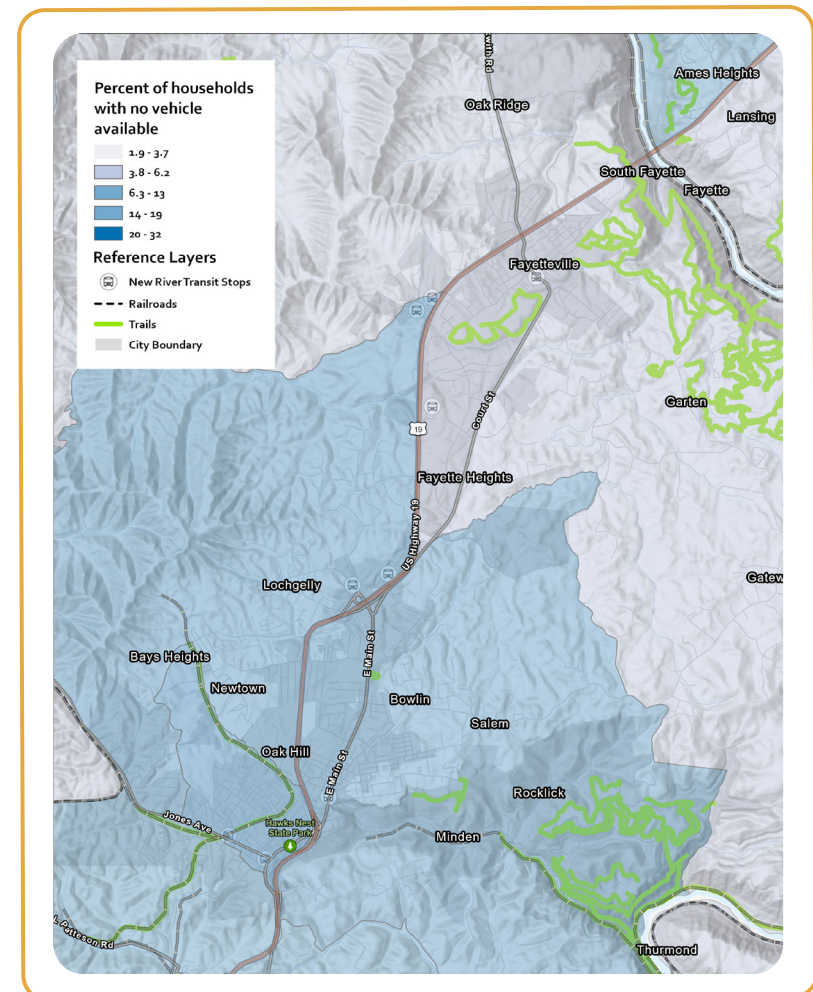 Percent of households
with no vehicle
available
1.9 - 3.7
3.8 - 6.2
6.3 - 13
14 - 19
20 - 32
Reference Layers
New River Transit Stops
Railroads
Trails
City Boundary
Ames Heights
Oak Ridge
Lansing
South Fayette
Fayette
Fayetteville
Garten
Court St
19
Fayette Heights
US Highway 19
Gatew
Lochgelly
E Main St
Bays Heights
Newtown
Bowlin
Salem
Oak Hill
E Main St
Rocklick
Jones Ave
Hawks Nest
State Park
Minden
L Patteson Rd
Thurmond